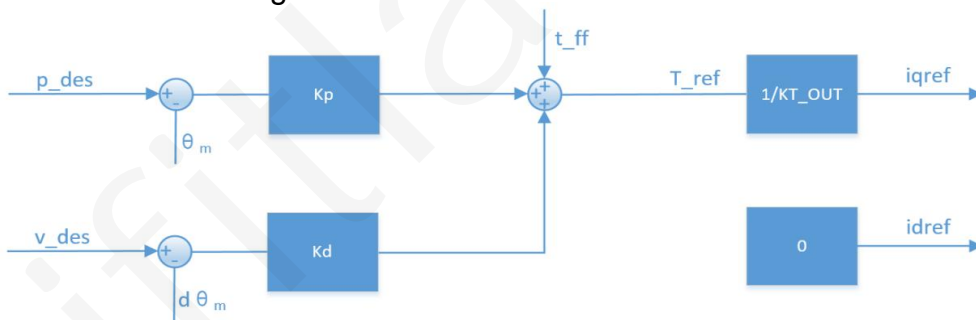 t_ff
p_des
+
-
Kp
+
+
+
T_ref
1/KT_OUT
iqref
θ m
v_des
+
-
Kd
0
idref
d θ m